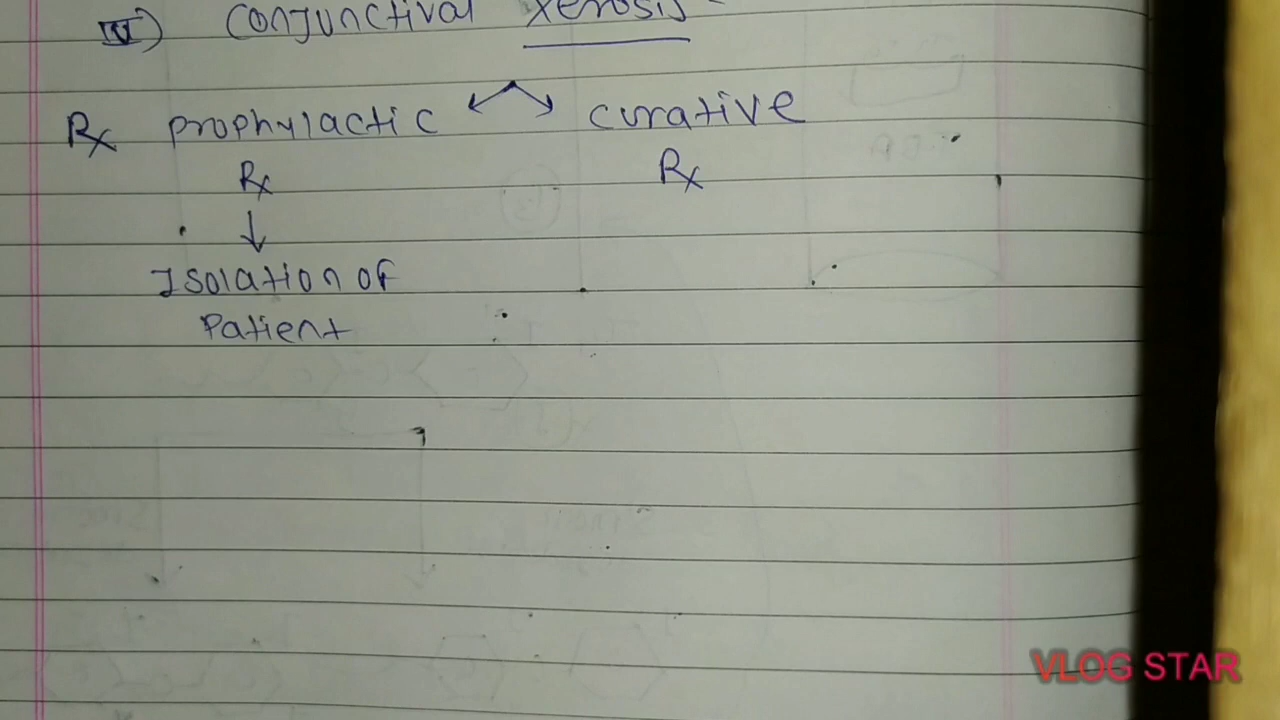 IV) Conjunctival xerosis
Rx prophylactic curative
Rx Rx
Isolation of
Patient
VLOG STAR